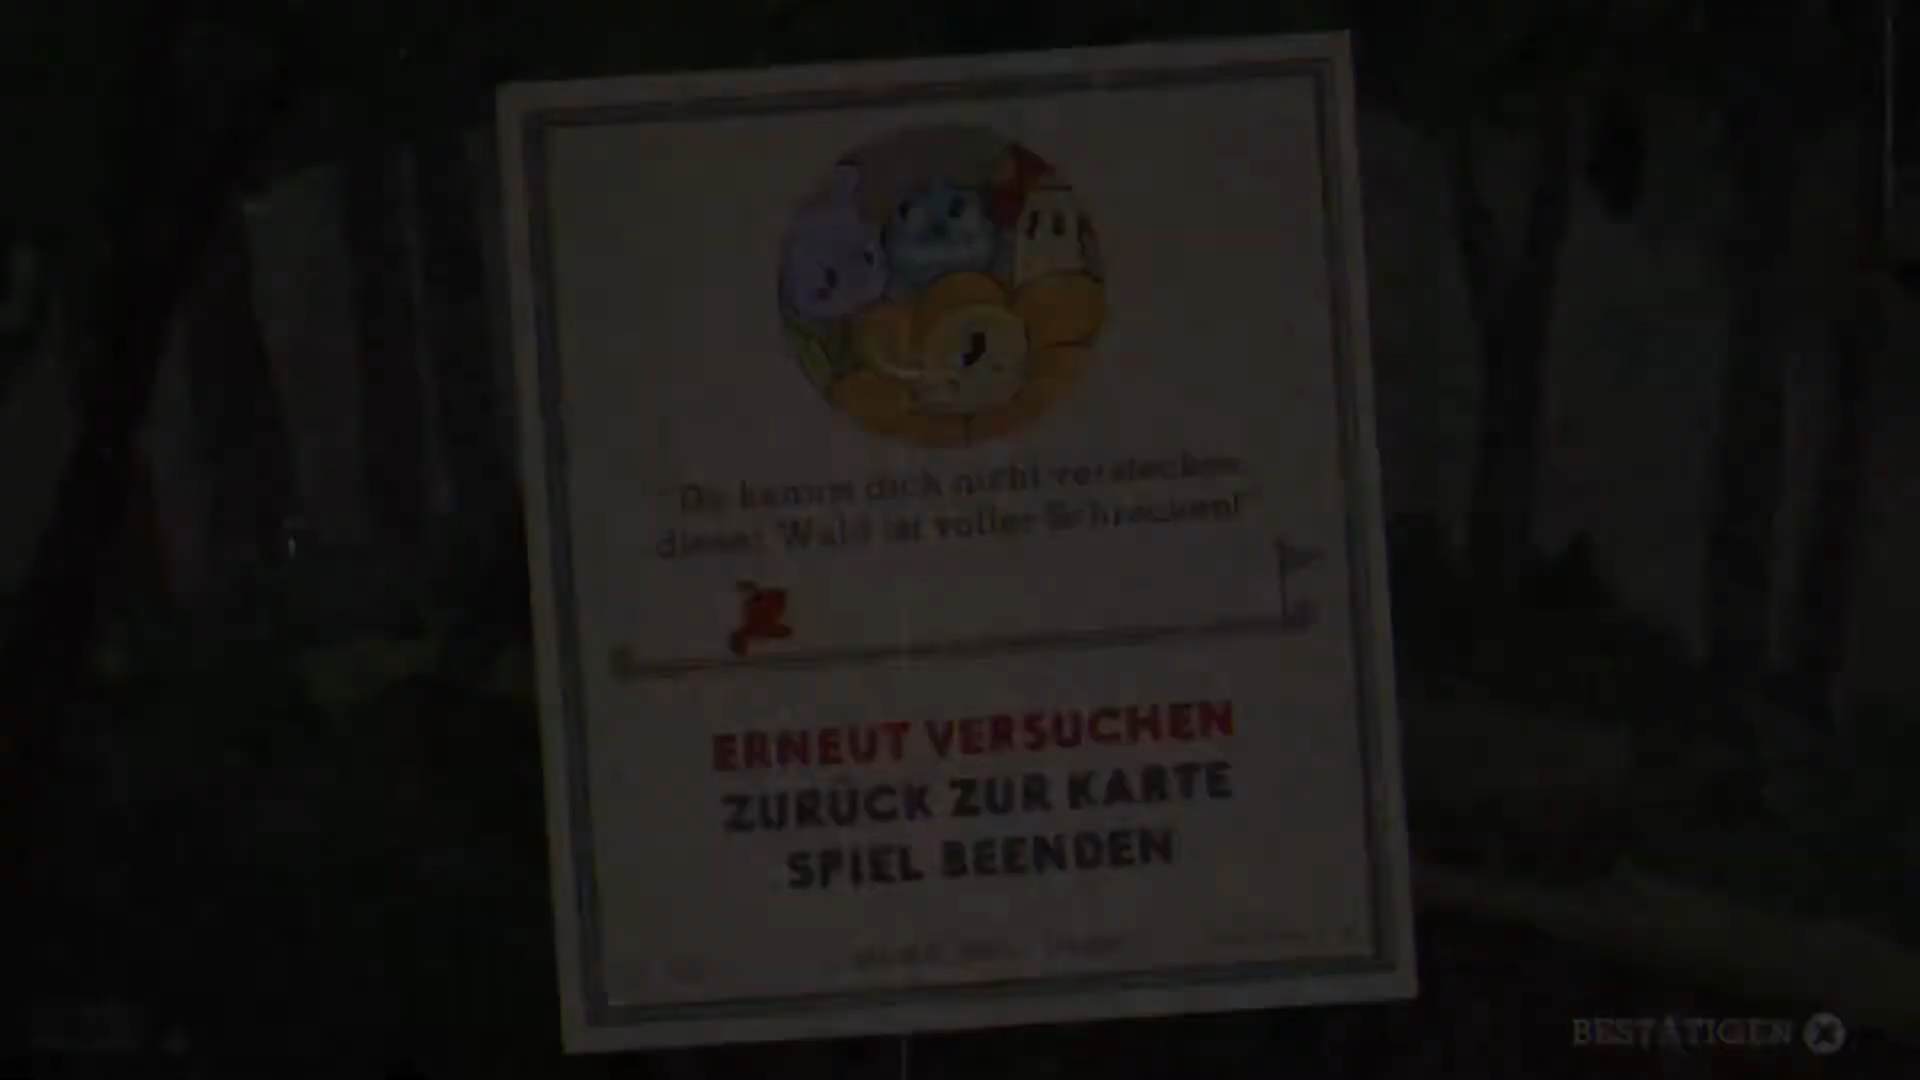 "Du kannst dich nicht verstecken,
dieser Wald ist voller Schrecken!"
ERNEUT VERSUCHEN
ZURÜCK ZUR KARTE
SPIEL BEENDEN
BESTÄTIGEN